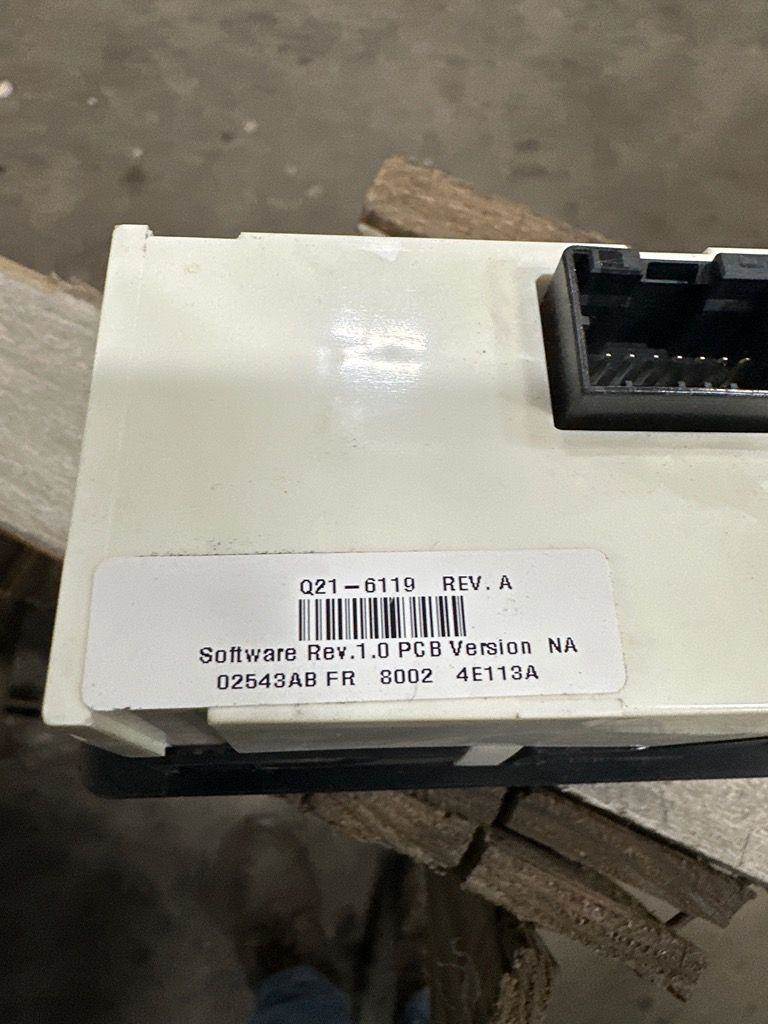 Q21-6119 REV. A
Software Rev.1.0 PCB Version NA
02543AB FR 8002 4E113A